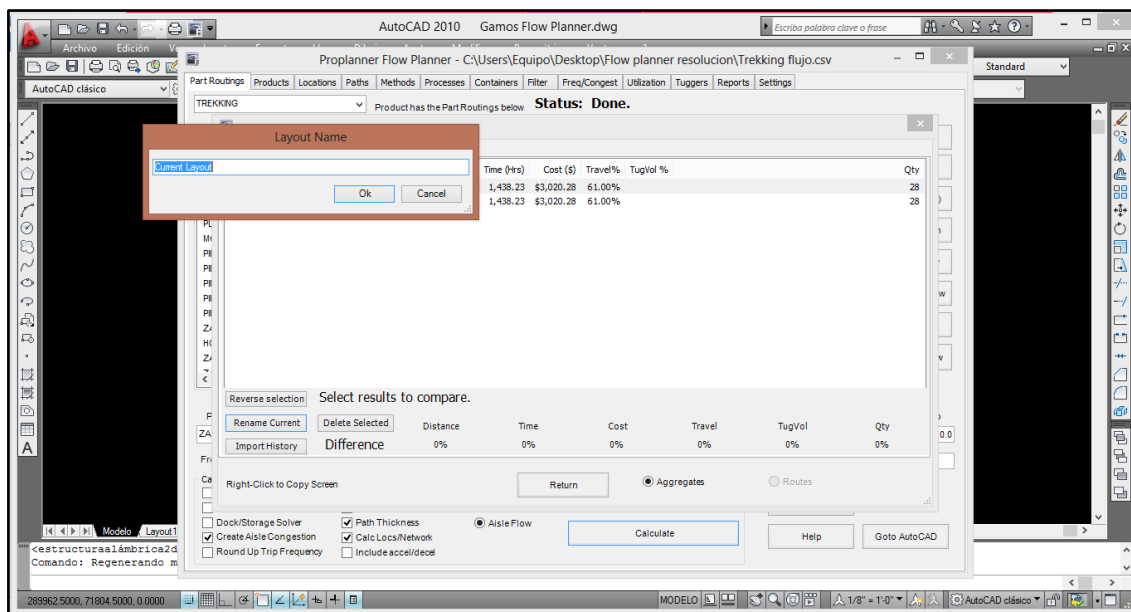 AutoCAD 2010 Gamos Flow Planner.dwg
Escriba palabra clave o frase
Archivo Edición
Proplanner Flow Planner - C:\Users\Equipo\Desktop\Flow planner resolucion\Trekking flujo.csv
Standard
AutoCAD clásico
Part Routings Products Locations Paths Methods Processes Containers Filter Freq/Congest Utilization Tuggers Reports Settings
TREKKING
Product has the Part Routings below Status: Done.
Layout Name
Current Layout
Ok Cancel
Time (Hrs) Cost ($) Travel% TugVol % Qty
1,438.23 $3,020.28 61.00% 28
1,438.23 $3,020.28 61.00% 28
Reverse selection Select results to compare.
Rename Current Delete Selected Distance Time Cost Travel TugVol Qty
Import History Difference 0% 0% 0% 0% 0% 0%
Right-Click to Copy Screen Return Aggregates Routes
Dock/Storage Solver Path Thickness Aisle Flow
Create Aisle Congestion Calc Locs/Network Calculate Help Goto AutoCAD
Round Up Trip Frequency Include accel/decel
Modelo Layout1
<estructuraalámbrica2d
Comando: Regenerando m
289962.5000, 71804.5000, 0.0000 MODELO 1/8" = 1'-0" AutoCAD clásico